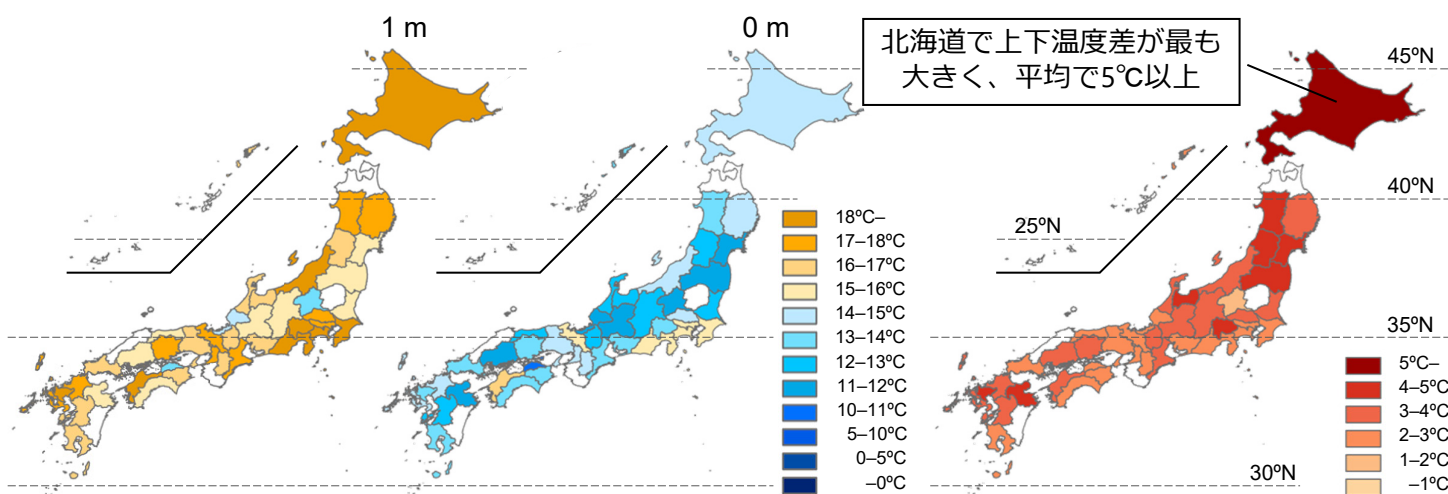 1 m
0 m
北海道で上下温度差が最も
大きく、平均で5℃以上
45ºN
40ºN
25ºN
35ºN
30ºN
18ºC–
17–18ºC
16–17ºC
15–16ºC
14–15ºC
13–14ºC
12–13ºC
11–12ºC
10–11ºC
5–10ºC
0–5ºC
–0ºC
5ºC–
4–5ºC
3–4ºC
2–3ºC
1–2ºC
–1ºC